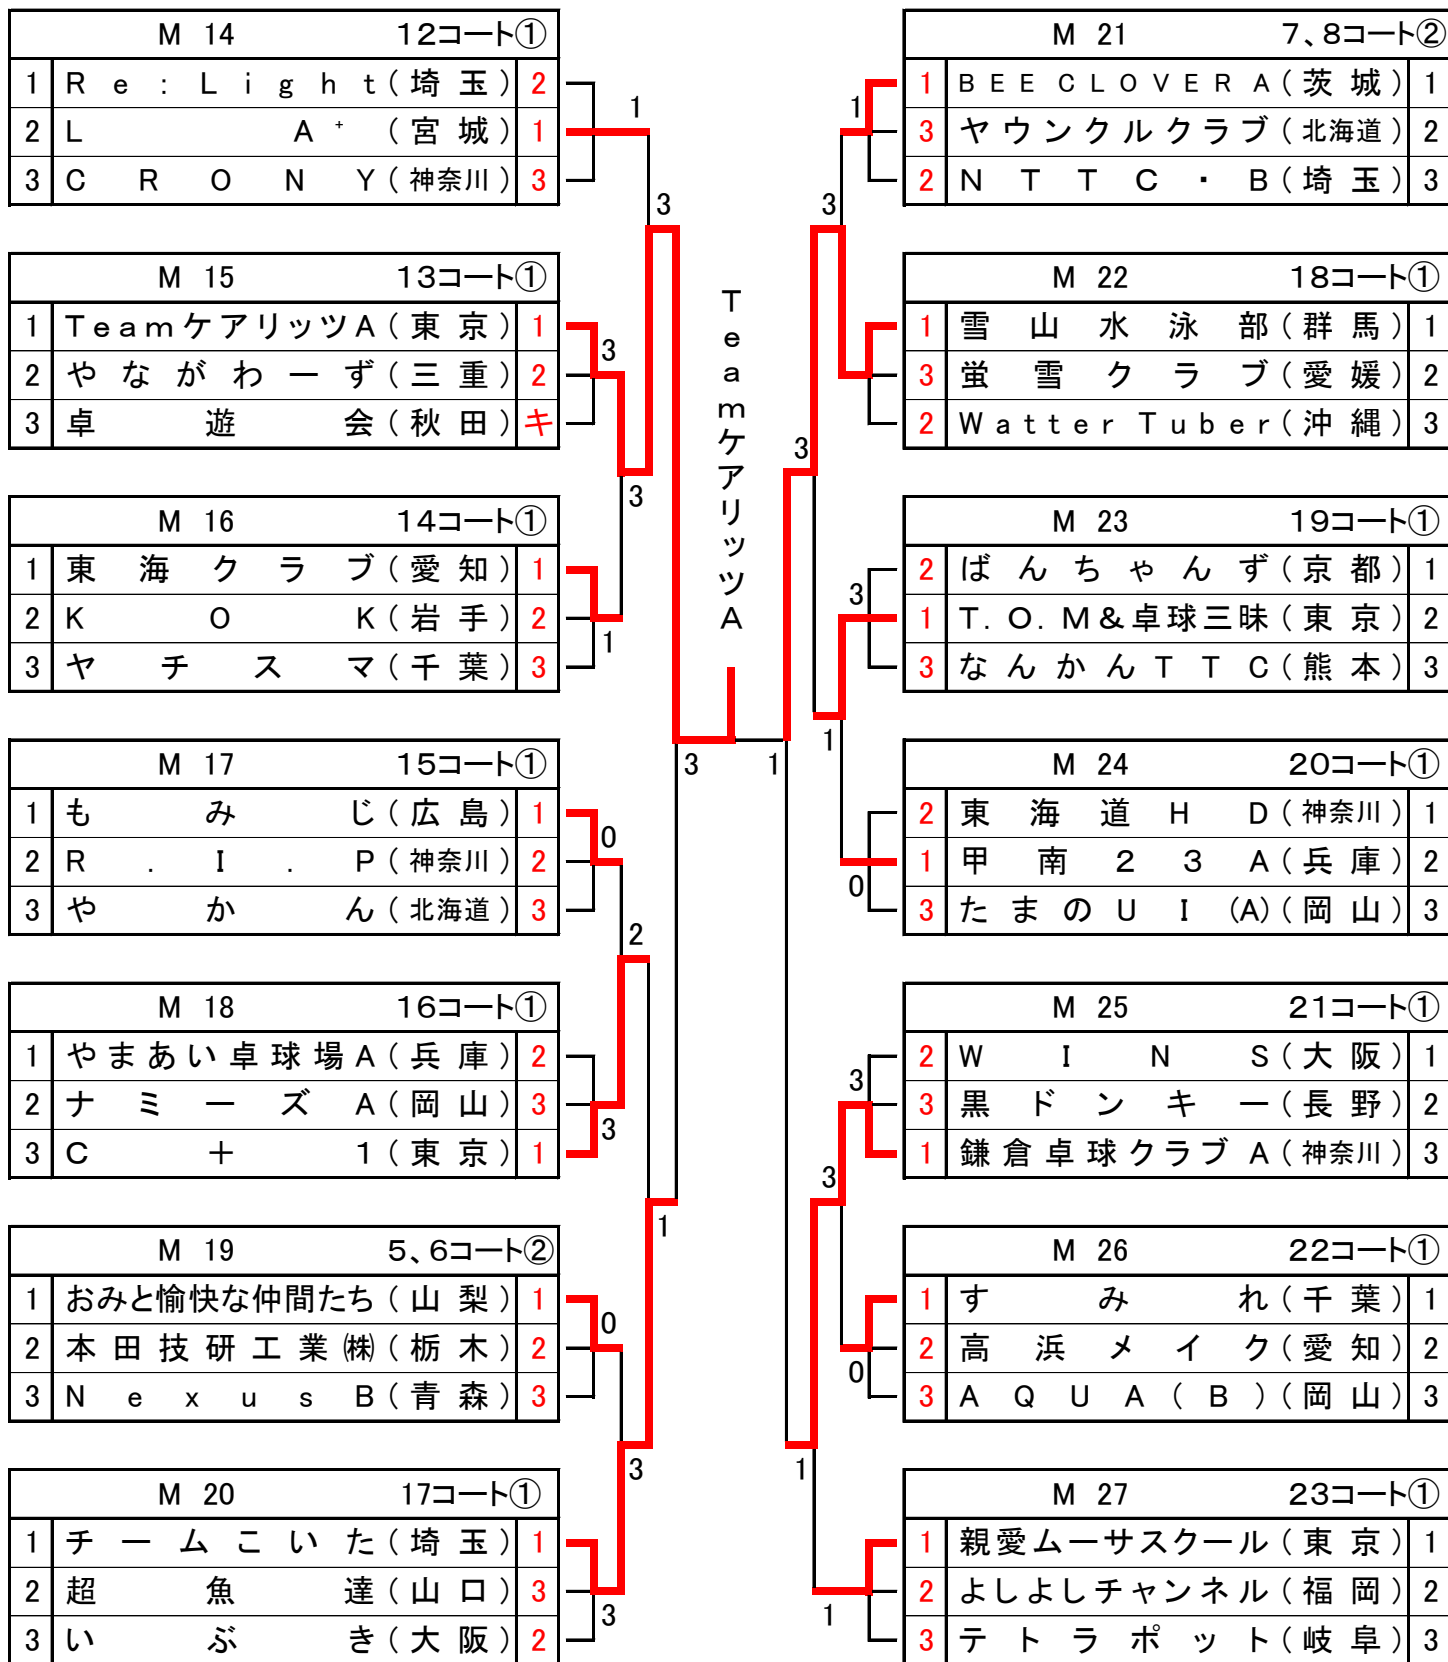 M 14 12コート①
1 Re:Light(埼玉) 2
2 LA⁺(宮城) 1
3 CRONY(神奈川) 3
1
3
M 15 13コート①
1 TeamケアリッツA(東京) 1
2 やながわーず(三重) 2
3 卓遊会(秋田) キ
3
3
M 16 14コート①
1 東海クラブ(愛知) 1
2 KOK(岩手) 2
3 ヤチスマ(千葉) 3
1
M 17 15コート①
1 もみじ(広島) 1
2 R.I.P(神奈川) 2
3 やかん(北海道) 3
0
2
M 18 16コート①
1 やまあい卓球場A(兵庫) 2
2 ナミーズA(岡山) 3
3 C+1(東京) 1
3
1
M 19 5、6コート②
1 おみと愉快な仲間たち(山梨) 1
2 本田技研工業㈱(栃木) 2
3 NexusB(青森) 3
0
3
M 20 17コート①
1 チームこいた(埼玉) 1
2 超魚達(山口) 3
3 いぶき(大阪) 2
3
TeamケアリッツA
3 1
M 21 7、8コート②
1 BEE CLOVER A(茨城) 1
3 ヤウンクルクラブ(北海道) 2
2 NTTC・B(埼玉) 3
1
3
M 22 18コート①
1 雪山水泳部(群馬) 1
3 蛍雪クラブ(愛媛) 2
2 Watter Tuber(沖縄) 3
3
M 23 19コート①
2 ばんちゃんず(京都) 1
1 T.O.M&卓球三昧(東京) 2
3 なんかんTTC(熊本) 3
3
1
M 24 20コート①
2 東海道HD(神奈川) 1
1 甲南23A(兵庫) 2
3 たまのUI(A)(岡山) 3
0
M 25 21コート①
2 WINS(大阪) 1
3 黒ドンキー(長野) 2
1 鎌倉卓球クラブA(神奈川) 3
3
3
M 26 22コート①
1 すみれ(千葉) 1
2 高浜メイク(愛知) 2
3 AQUA(B)(岡山) 3
0
1
M 27 23コート①
1 親愛ムーサスクール(東京) 1
2 よしよしチャンネル(福岡) 2
3 テトラポット(岐阜) 3
1